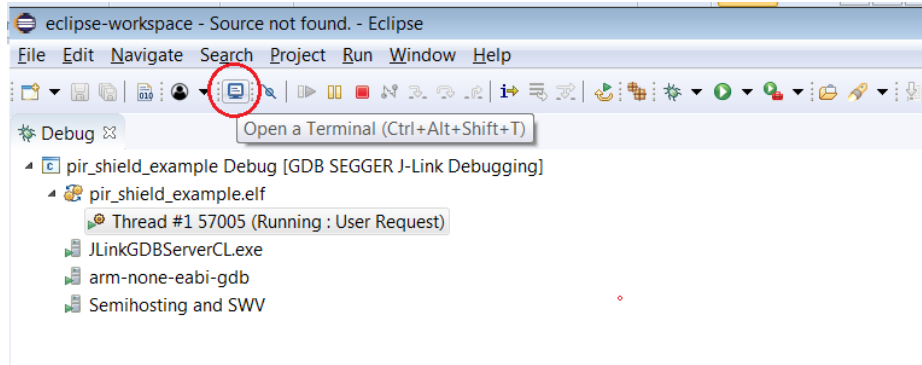 eclipse-workspace - Source not found. - Eclipse
File Edit Navigate Search Project Run Window Help
010
Open a Terminal (Ctrl+Alt+Shift+T)
Debug
c pir_shield_example Debug [GDB SEGGER J-Link Debugging]
pir_shield_example.elf
Thread #1 57005 (Running : User Request)
JLinkGDBServerCL.exe
arm-none-eabi-gdb
Semihosting and SWV